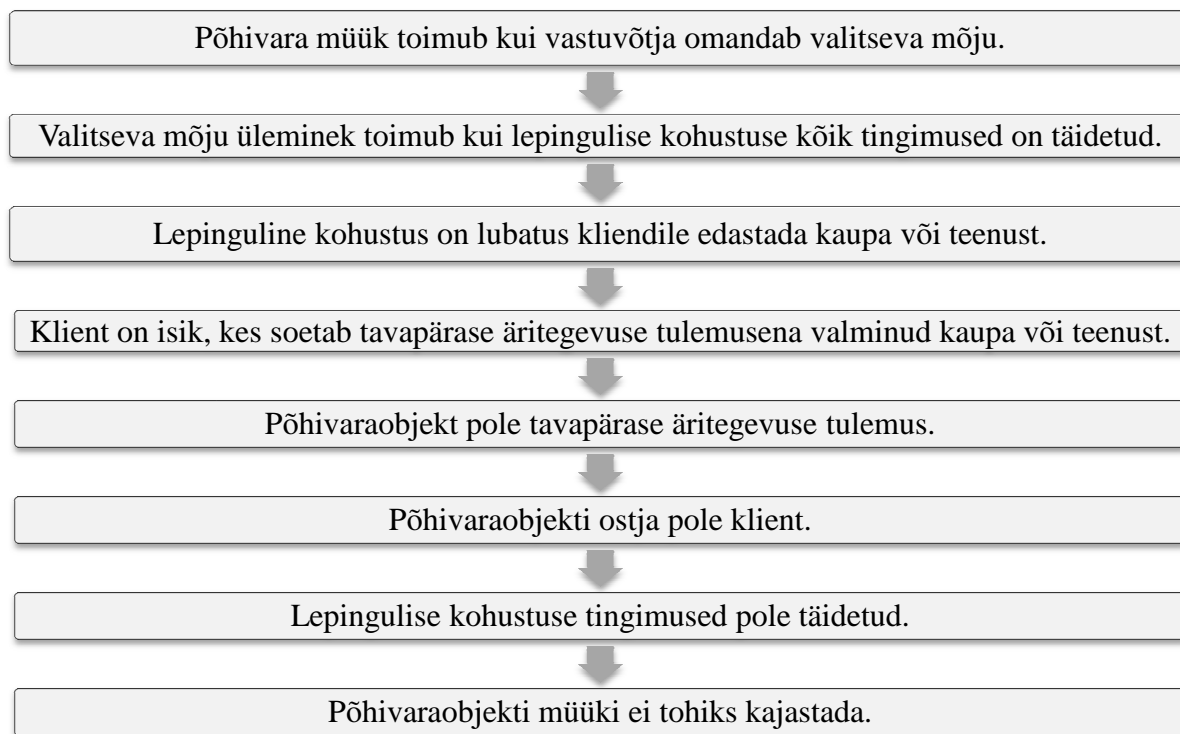 Põhivara müük toimub kui vastuvõtja omandab valitseva mõju.
Valitseva mõju üleminek toimub kui lepingulise kohustuse kõik tingimused on täidetud.
Lepinguline kohustus on lubatus kliendile edastada kaupa või teenust.
Klient on isik, kes soetab tavapärase äritegevuse tulemusena valminud kaupa või teenust.
Põhivaraobjekt pole tavapärase äritegevuse tulemus.
Põhivaraobjekti ostja pole klient.
Lepingulise kohustuse tingimused pole täidetud.
Põhivaraobjekti müüki ei tohiks kajastada.